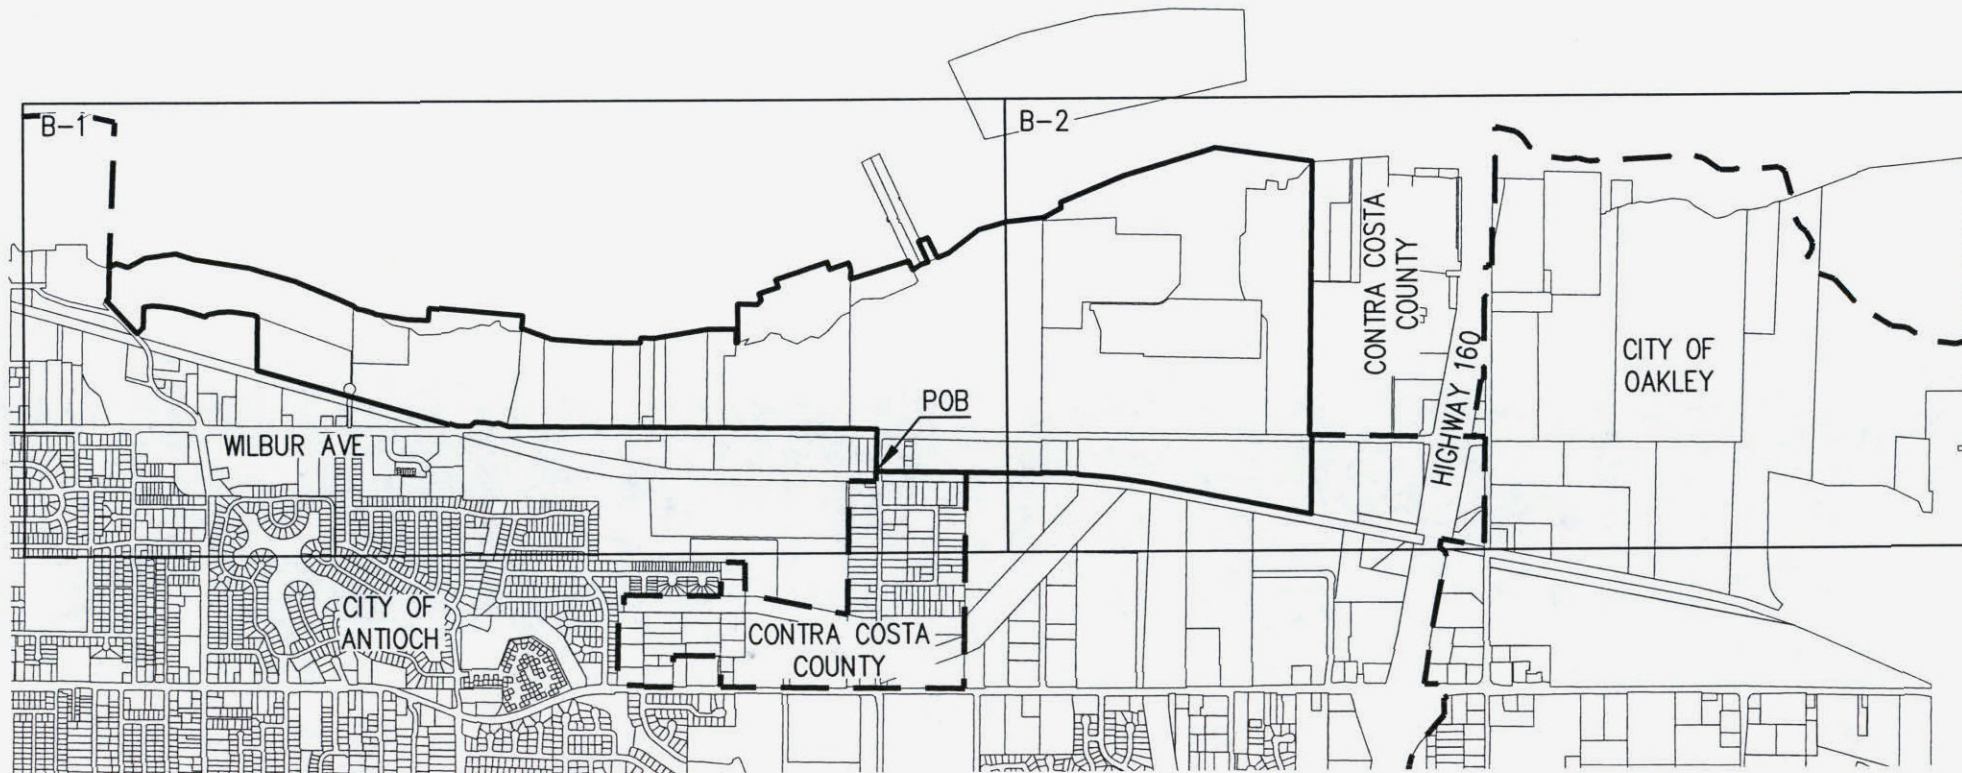 B-1
B-2
CONTRA COSTA
COUNTY
HIGHWAY 160
CITY OF
OAKLEY
POB
WILBUR AVE
CITY OF
ANTIOCH
CONTRA COSTA
COUNTY